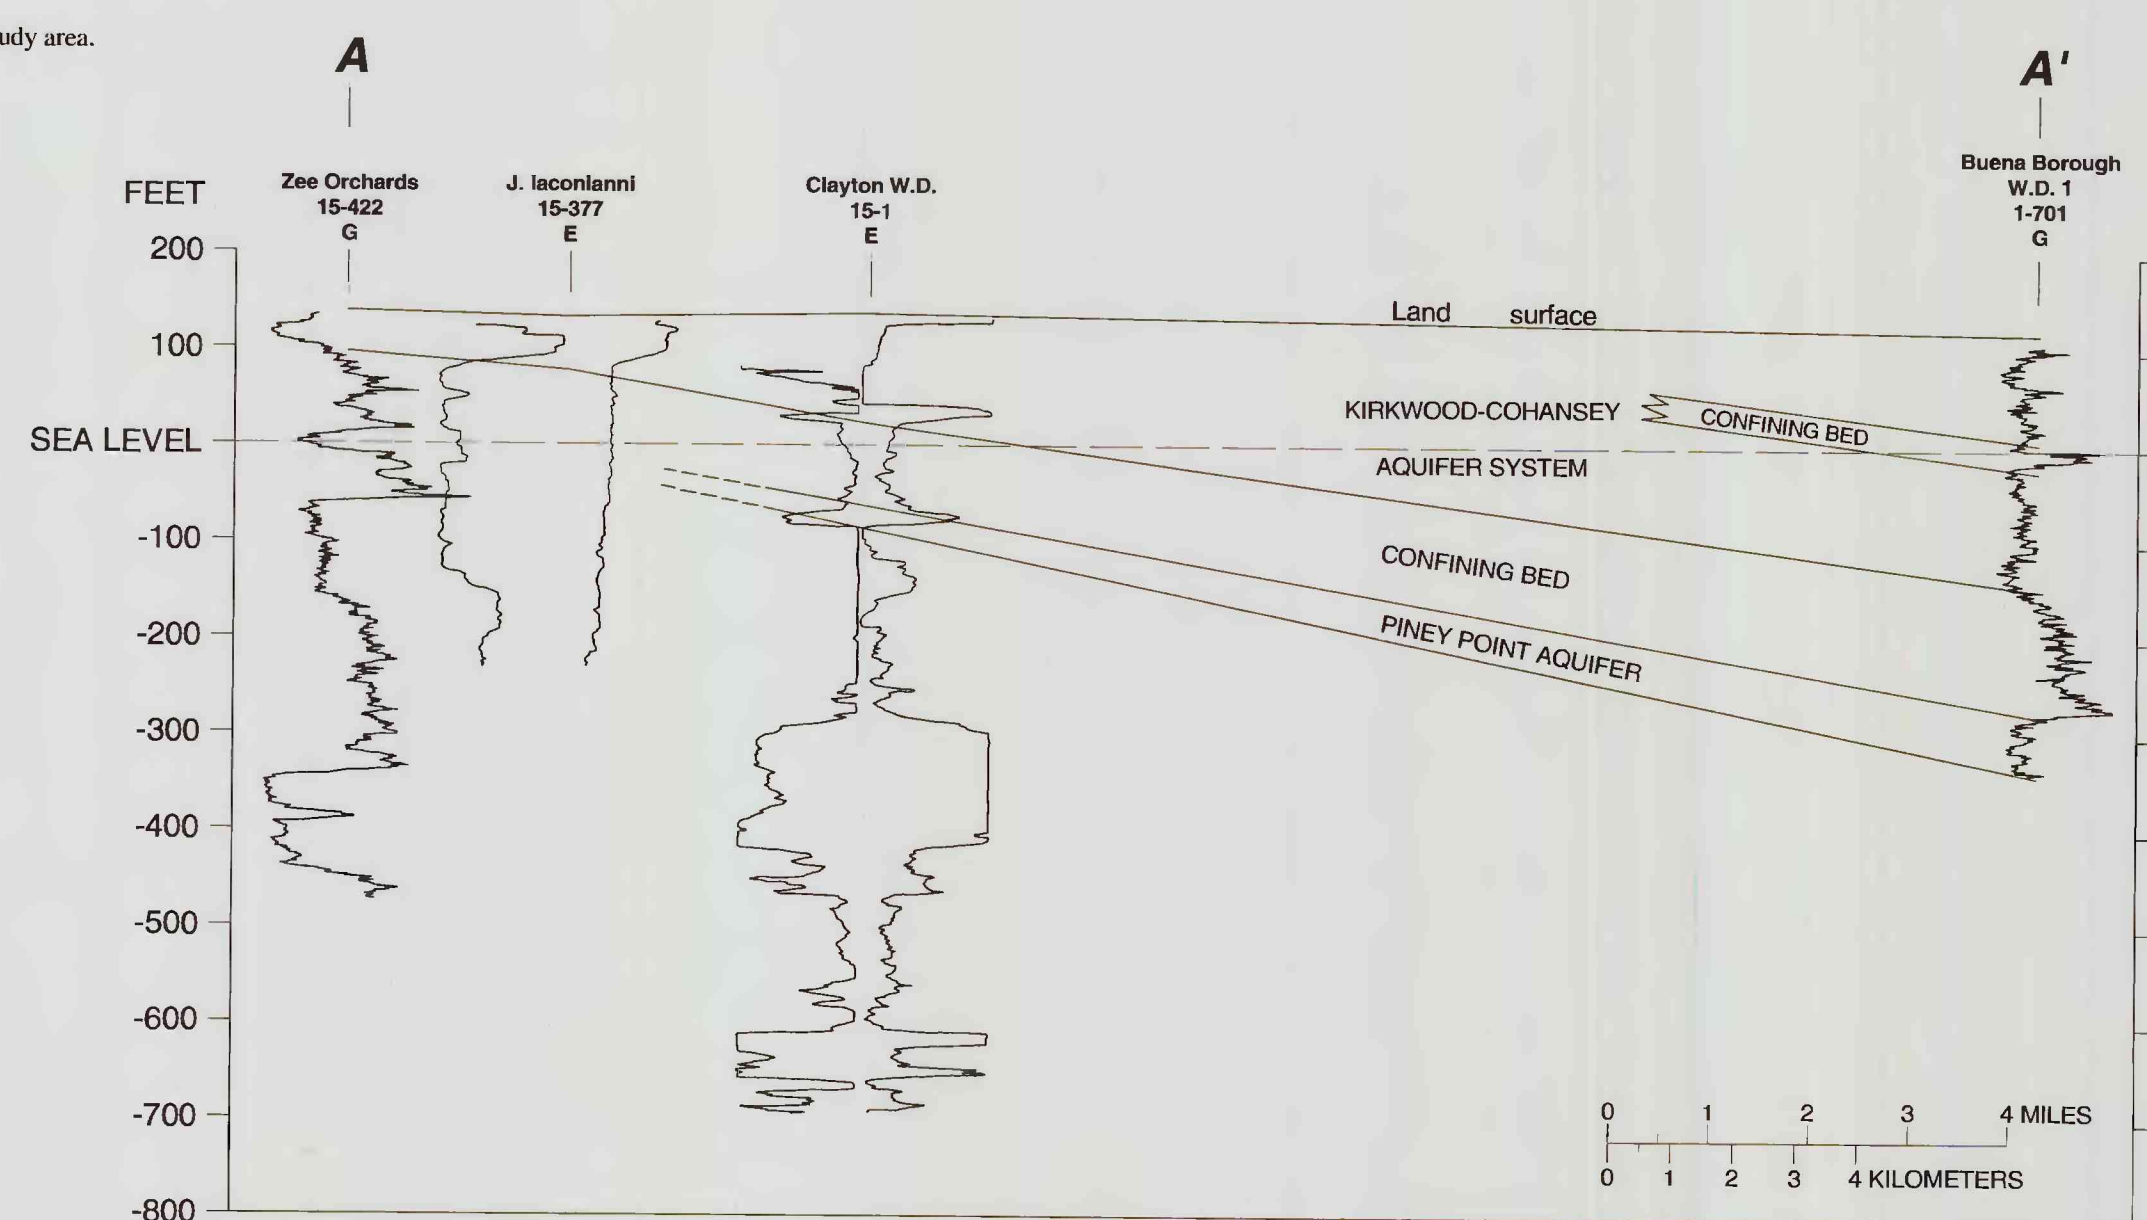 udy area.
A
A'
Zee Orchards
15-422
G
J. Iaconianni
15-377
E
Clayton W.D.
15-1
E
Buena Borough
W.D. 1
1-701
G
FEET
200
100
SEA LEVEL
-100
-200
-300
-400
-500
-600
-700
-800
Land surface
KIRKWOOD-COHANSEY
AQUIFER SYSTEM
CONFINING BED
CONFINING BED
PINEY POINT AQUIFER
0 1 2 3 4 MILES
0 1 2 3 4 KILOMETERS